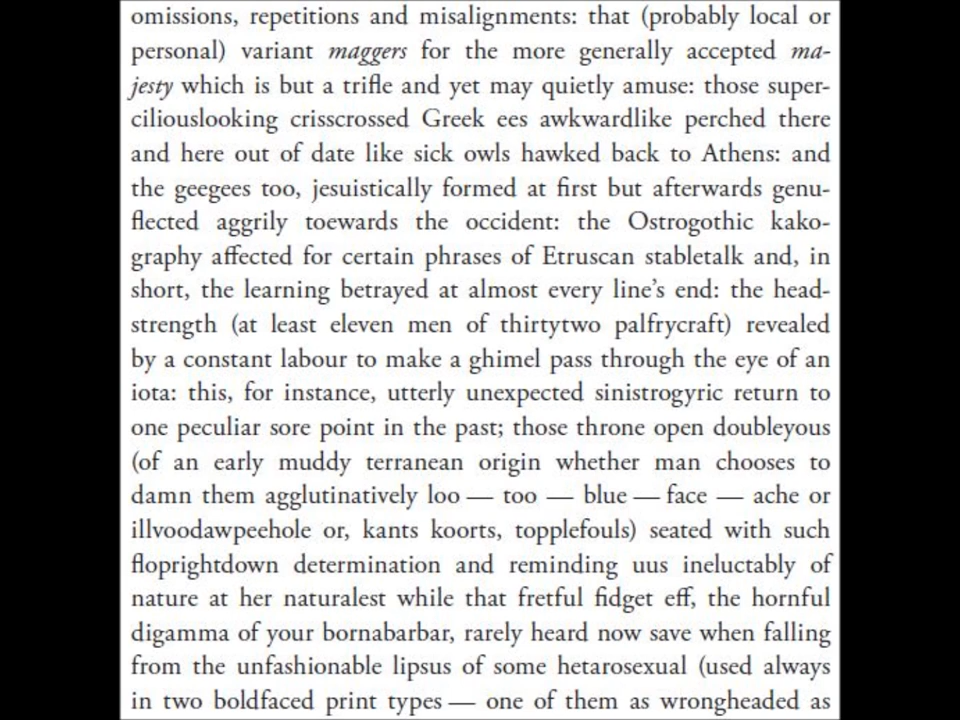 omissions, repetitions and misalignments: that (probably local or
personal) variant maggers for the more generally accepted ma-
jesty which is but a trifle and yet may quietly amuse: those super-
ciliouslooking crisscrossed Greek ees awkwardlike perched there
and here out of date like sick owls hawked back to Athens: and
the geegees too, jesuistically formed at first but afterwards genu-
flected aggrily toewards the occident: the Ostrogothic kako-
graphy affected for certain phrases of Etruscan stabletalk and, in
short, the learning betrayed at almost every line’s end: the head-
strength (at least eleven men of thirtytwo palfrycraft) revealed
by a constant labour to make a ghimel pass through the eye of an
iota: this, for instance, utterly unexpected sinistrogyric return to
one peculiar sore point in the past; those throne open doubleyous
(of an early muddy terranean origin whether man chooses to
damn them agglutinatively loo — too — blue — face — ache or
illvoodawpeehole or, kants koorts, topplefouls) seated with such
floprightdown determination and reminding uus ineluctably of
nature at her naturalest while that fretful fidget eff, the hornful
digamma of your bornabarbar, rarely heard now save when falling
from the unfashionable lipsus of some hetarosexual (used always
in two boldfaced print types — one of them as wrongheaded as